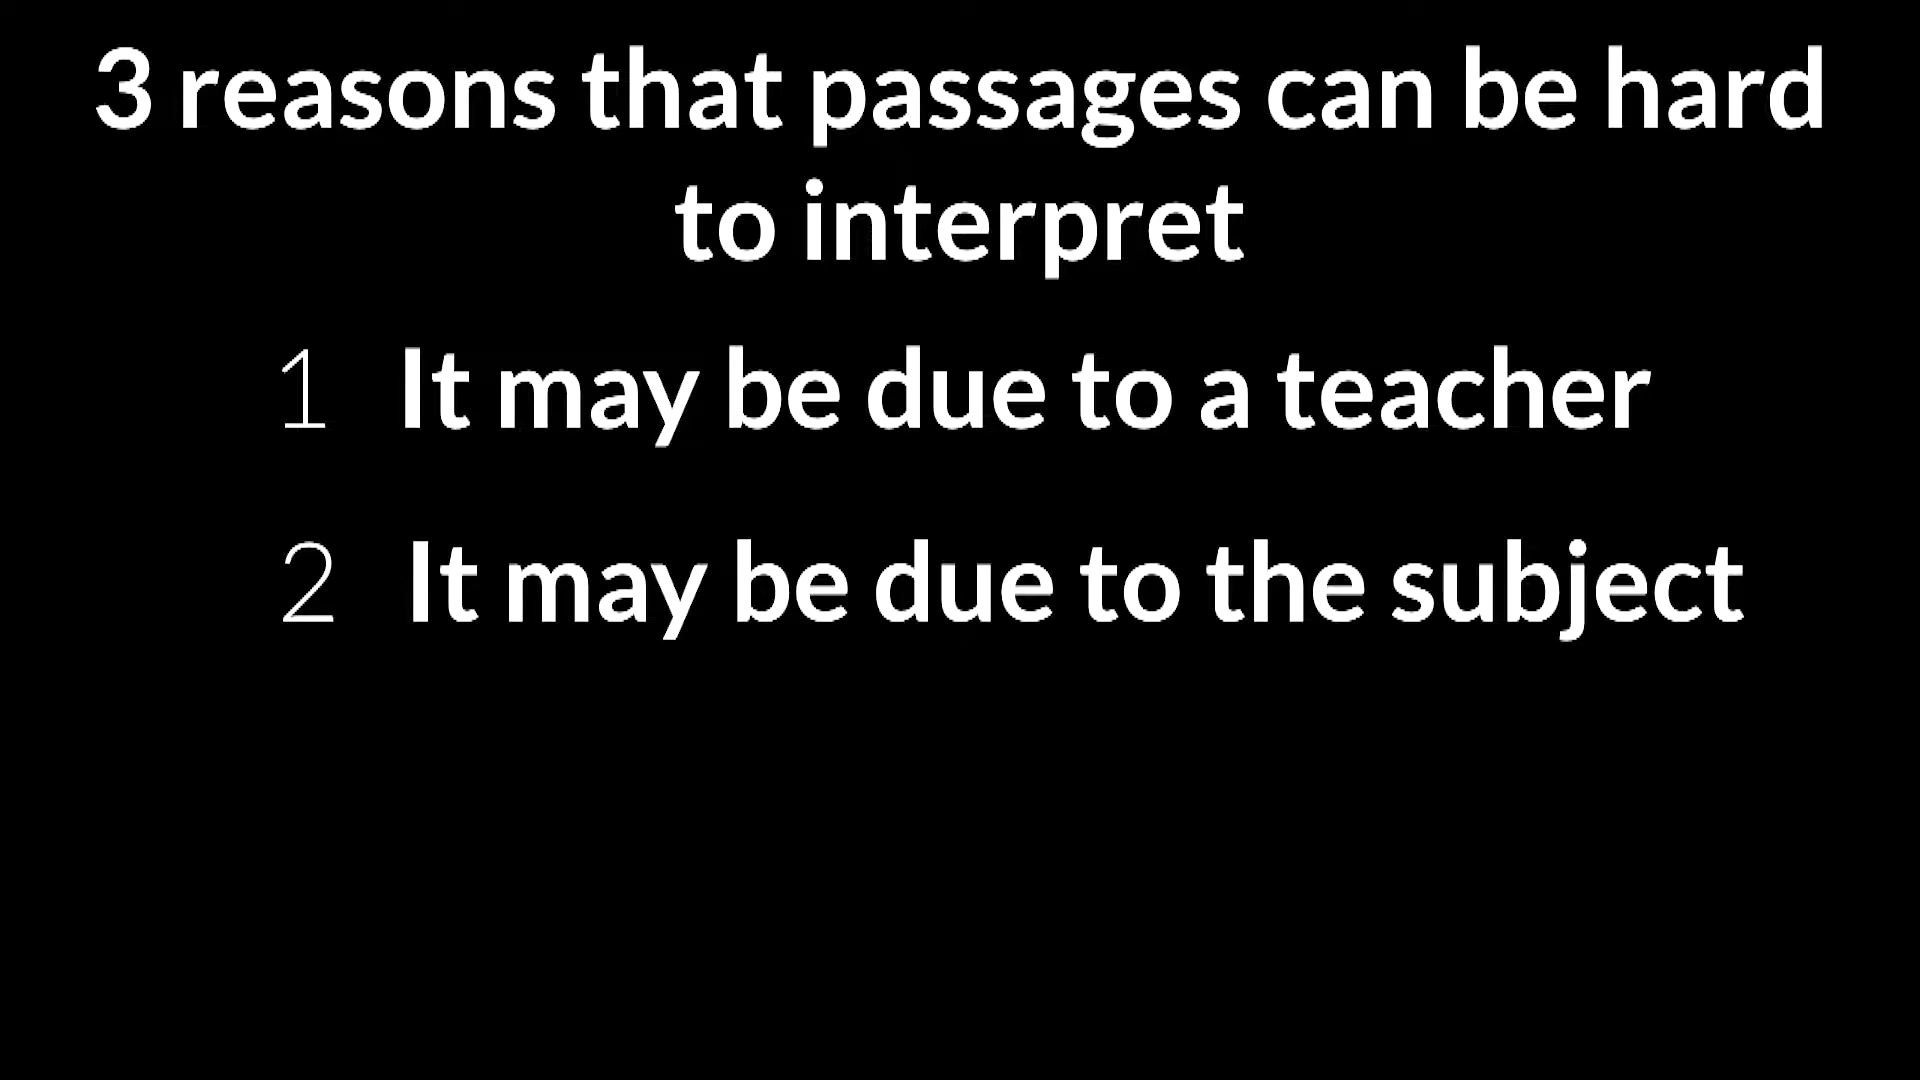 3 reasons that passages can be hard
to interpret
1 It may be due to a teacher
2 It may be due to the subject